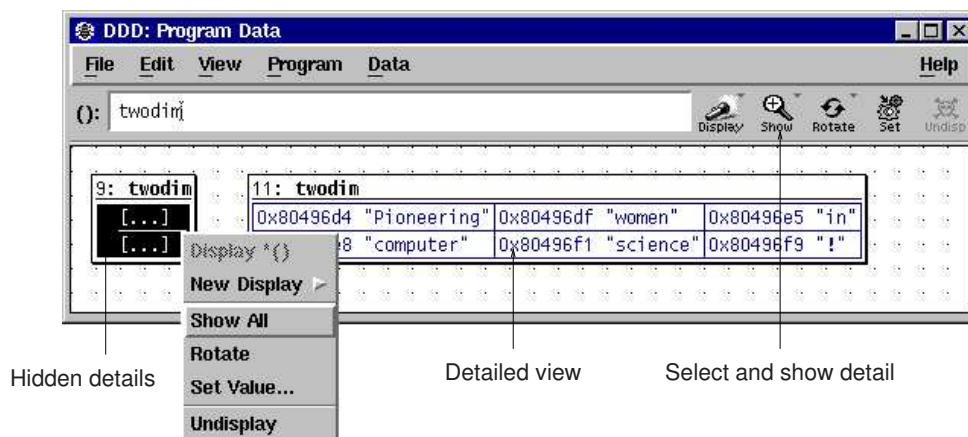 DDD: Program Data
File Edit View Program Data Help
(): twodim
Display Show Rotate Set Undisp
9: twodim
[...]
[...]
11: twodim
0x80496d4 "Pioneering" 0x80496df "women" 0x80496e5 "in"
e8 "computer" 0x80496f1 "science" 0x80496f9 "!"
Display *()
New Display
Show All
Rotate
Set Value...
Undisplay
Hidden details
Detailed view
Select and show detail